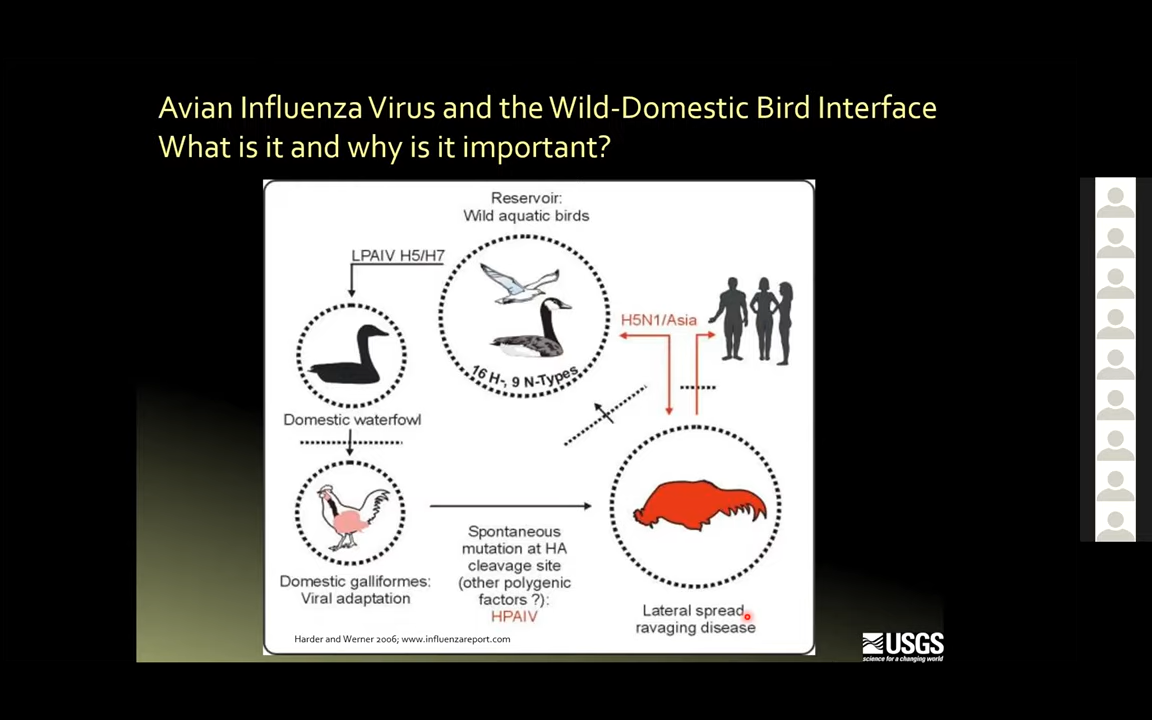 Avian Influenza Virus and the Wild-Domestic Bird Interface
What is it and why is it important?
Reservoir:
Wild aquatic birds
LPAIV H5/H7
H5N1/Asia
16 H-, 9 N-Types
Domestic waterfowl
Spontaneous
mutation at HA
cleavage site
(other polygenic
factors ?):
HPAIV
Domestic galliformes:
Viral adaptation
Lateral spread,
ravaging disease
Harder and Werner 2006; www.influenzareport.com
USGS
science for a changing world